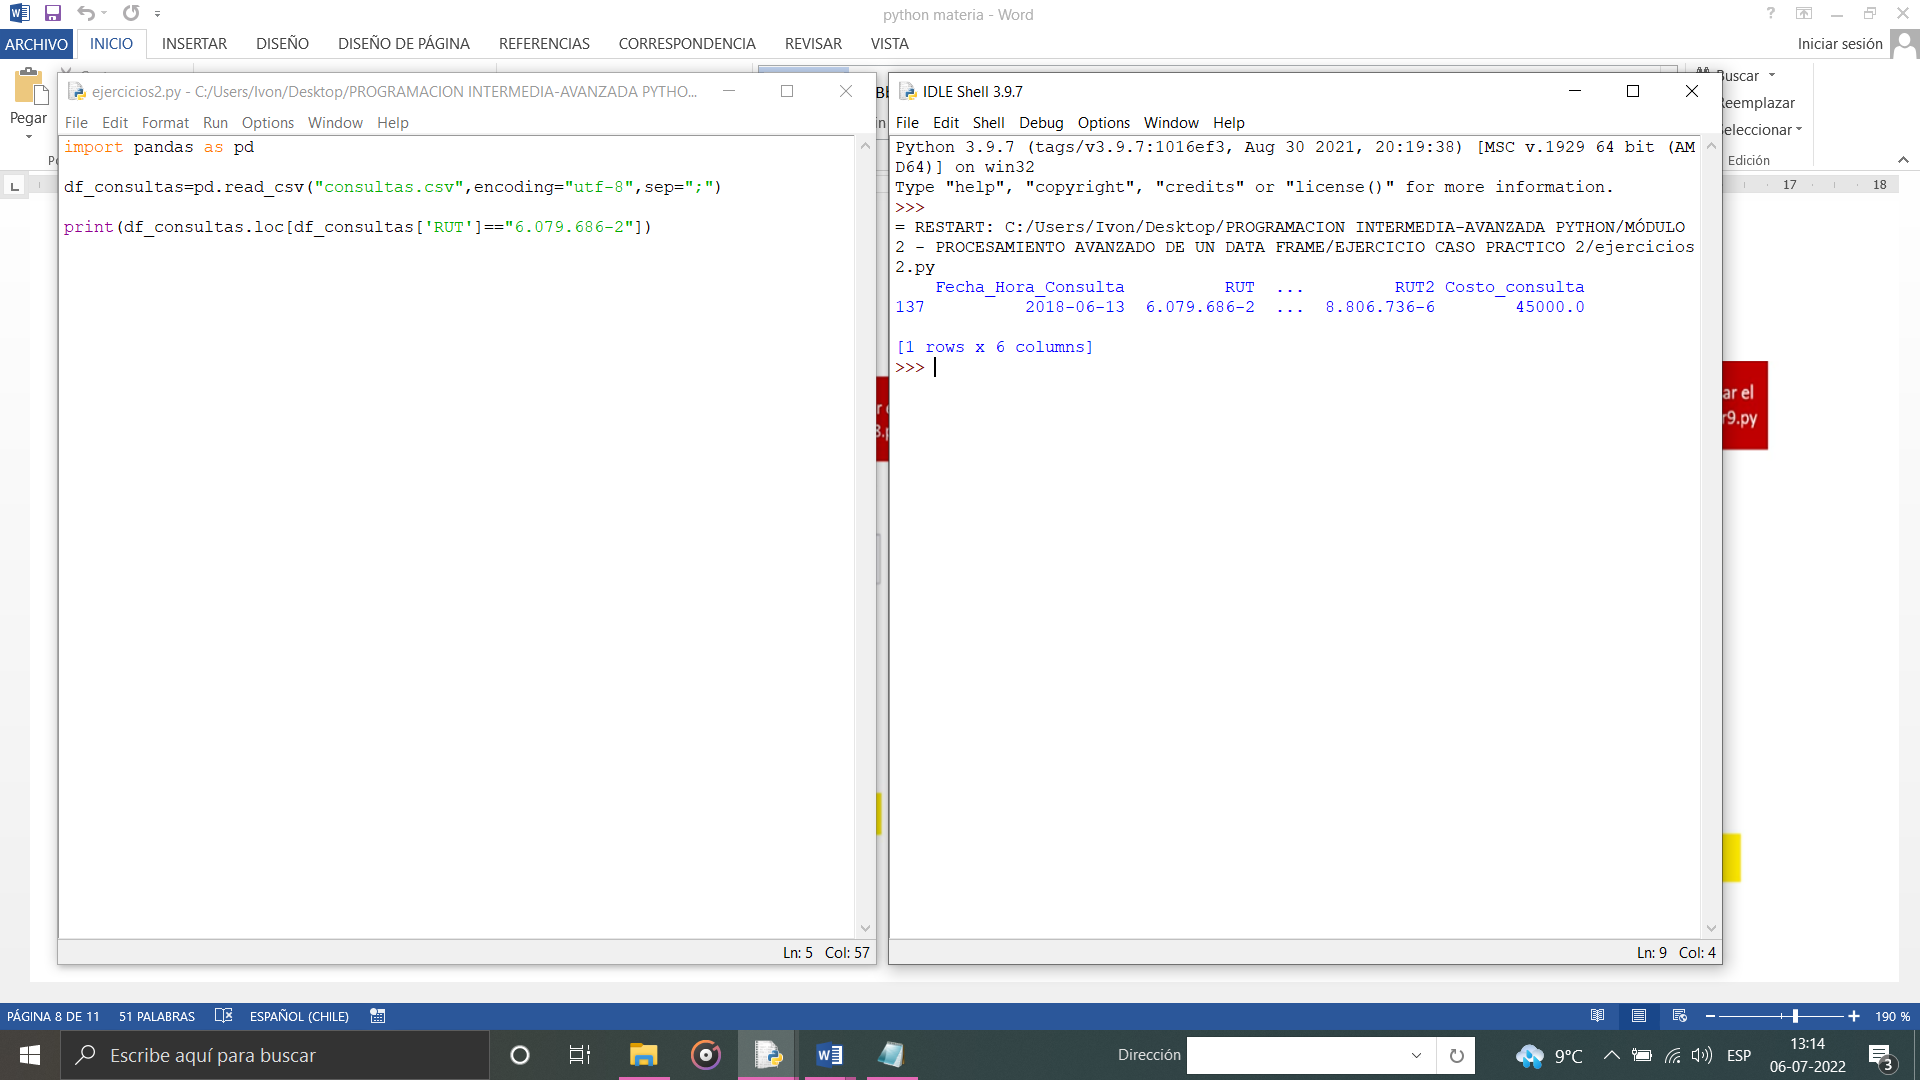 python materia - Word
ARCHIVO INICIO INSERTAR DISEÑO DISEÑO DE PÁGINA REFERENCIAS CORRESPONDENCIA REVISAR VISTA Iniciar sesión
Pegar
Buscar
Reemplazar
Seleccionar
Edición
17 18
ejercicios2.py - C:/Users/Ivon/Desktop/PROGRAMACION INTERMEDIA-AVANZADA PYTHO...
File Edit Format Run Options Window Help
import pandas as pd
df_consultas=pd.read_csv("consultas.csv",encoding="utf-8",sep=";")
print(df_consultas.loc[df_consultas['RUT']=="6.079.686-2"])
Ln: 5 Col: 57
IDLE Shell 3.9.7
File Edit Shell Debug Options Window Help
Python 3.9.7 (tags/v3.9.7:1016ef3, Aug 30 2021, 20:19:38) [MSC v.1929 64 bit (AM
D64)] on win32
Type "help", "copyright", "credits" or "license()" for more information.
>>>
= RESTART: C:/Users/Ivon/Desktop/PROGRAMACION INTERMEDIA-AVANZADA PYTHON/MÓDULO
2 - PROCESAMIENTO AVANZADO DE UN DATA FRAME/EJERCICIO CASO PRACTICO 2/ejercicios
2.py
Fecha_Hora_Consulta RUT ... RUT2 Costo_consulta
137 2018-06-13 6.079.686-2 ... 8.806.736-6 45000.0
[1 rows x 6 columns]
>>>
Ln: 9 Col: 4
ar el
r9.py
PÁGINA 8 DE 11 51 PALABRAS ESPAÑOL (CHILE) 190 %
Escribe aquí para buscar
Dirección
9°C ESP
13:14
06-07-2022
3